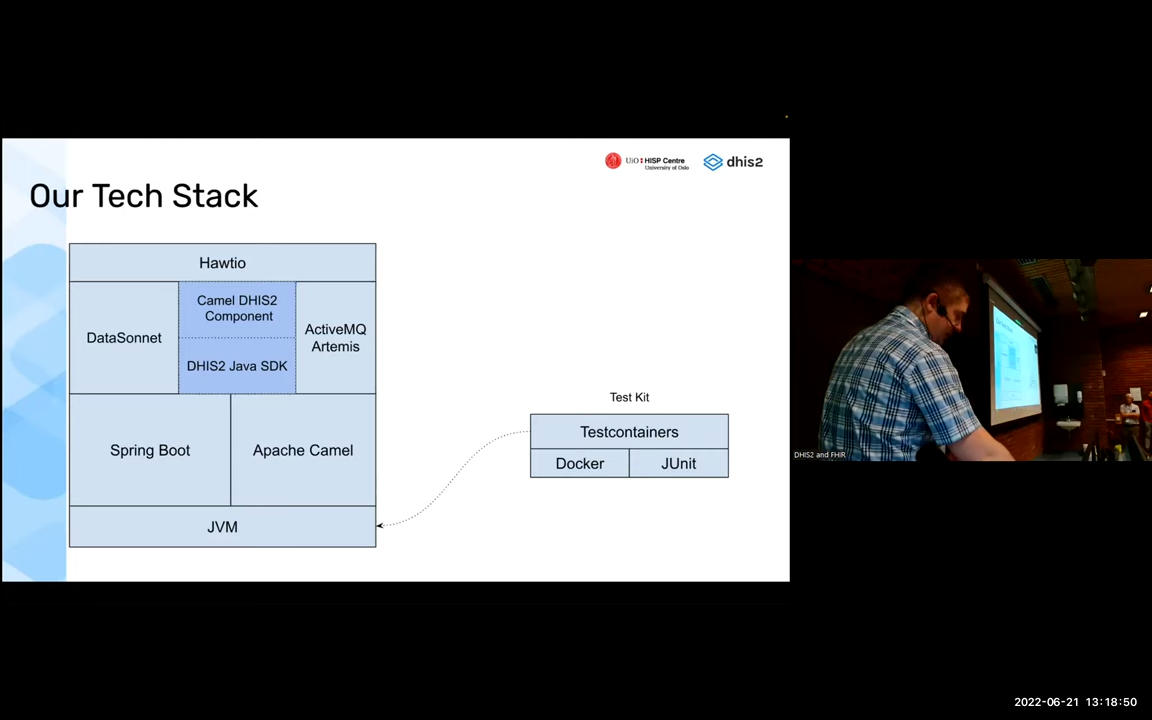 UiO HISP Centre
University of Oslo
dhis2
Our Tech Stack
Hawtio
DataSonnet
Camel DHIS2
Component
DHIS2 Java SDK
ActiveMQ
Artemis
Spring Boot
Apache Camel
JVM
Test Kit
Testcontainers
Docker
JUnit
DHIS2 and FHIR
2022-06-21 13:18:50